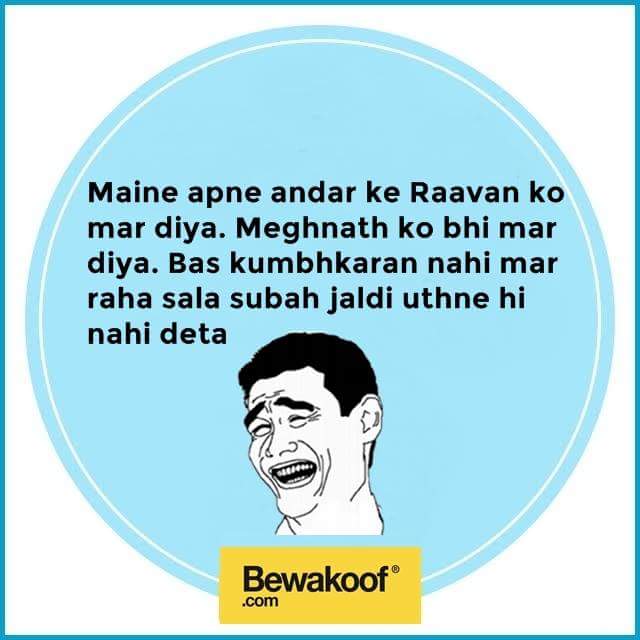 Maine apne andar ke Raavan ko
mar diya. Meghnath ko bhi mar
diya. Bas kumbhkaran nahi mar
raha sala subah jaldi uthne hi
nahi deta
Bewakoof®
.com